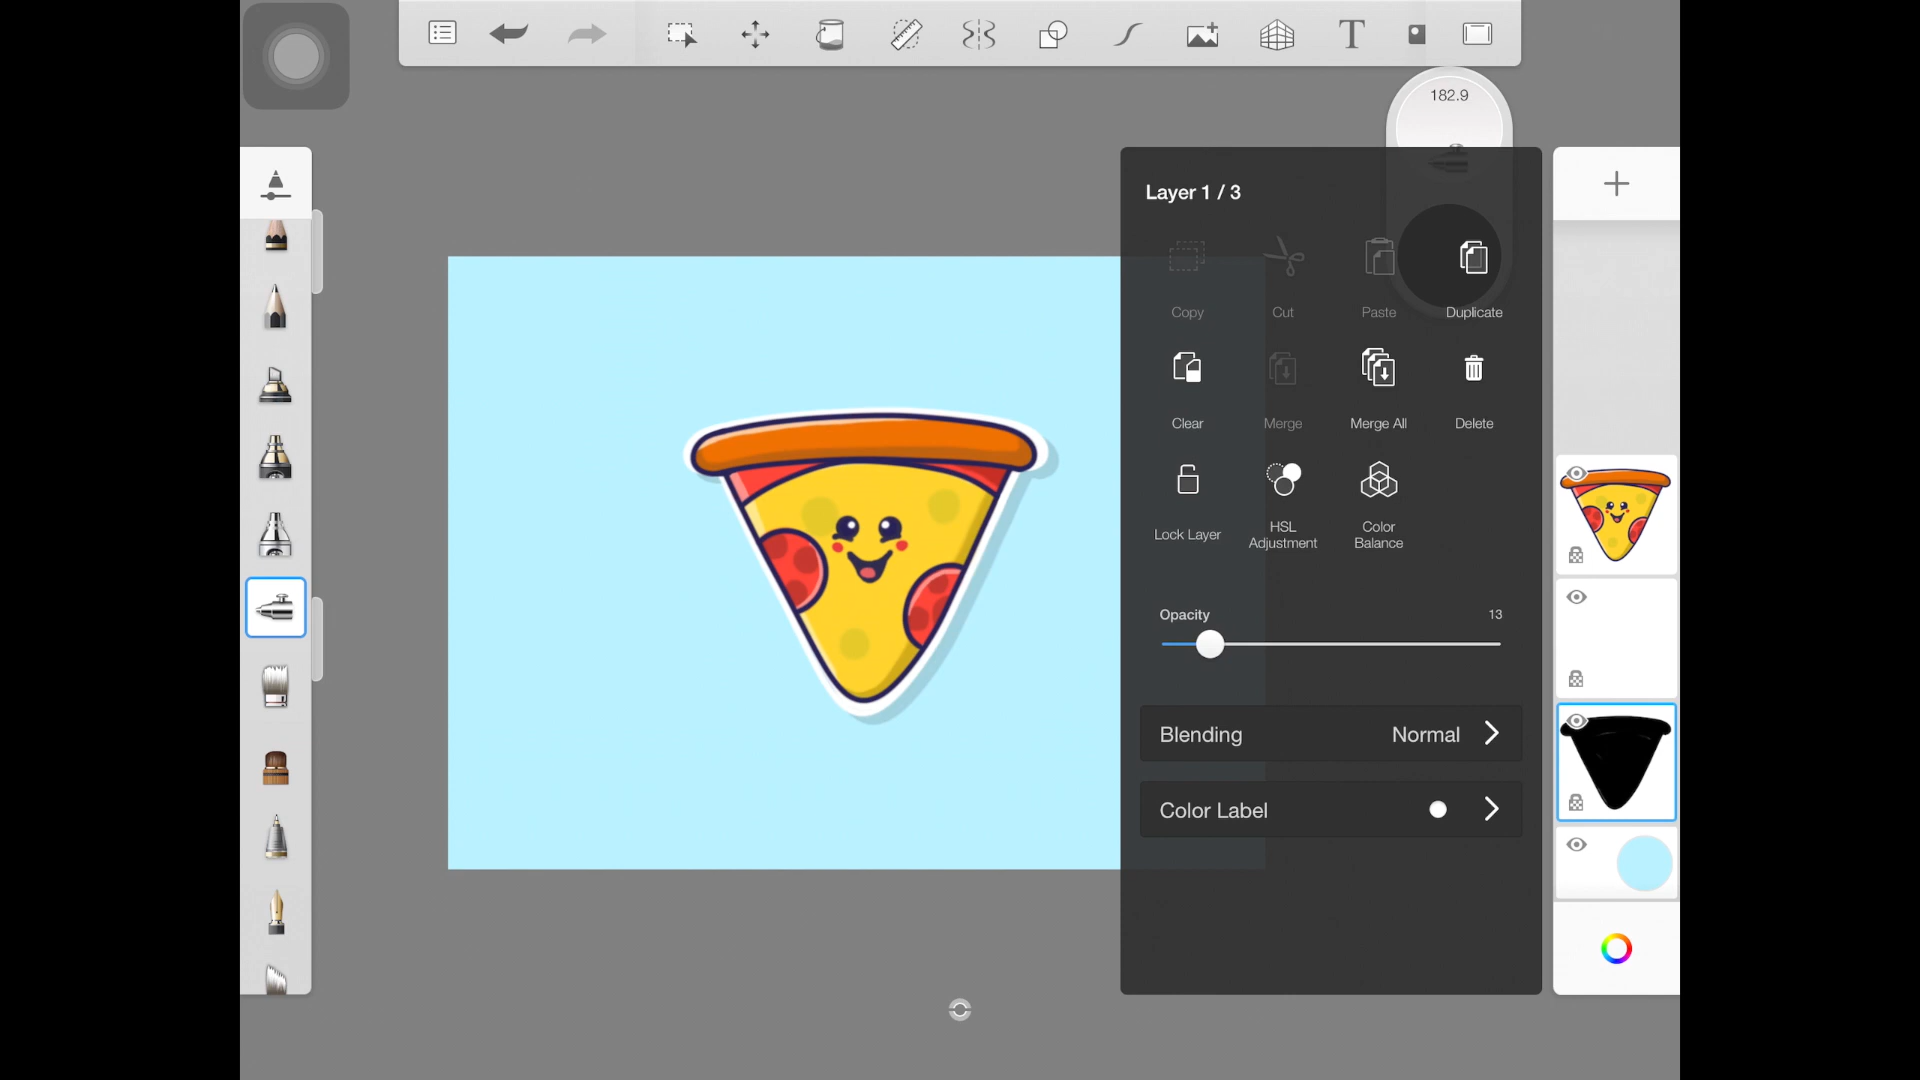 T
182.9
Layer 1 / 3
Copy
Cut
Paste
Duplicate
Clear
Merge
Merge All
Delete
Lock Layer
HSL
Adjustment
Color
Balance
Opacity
13
Blending
Normal
Color Label